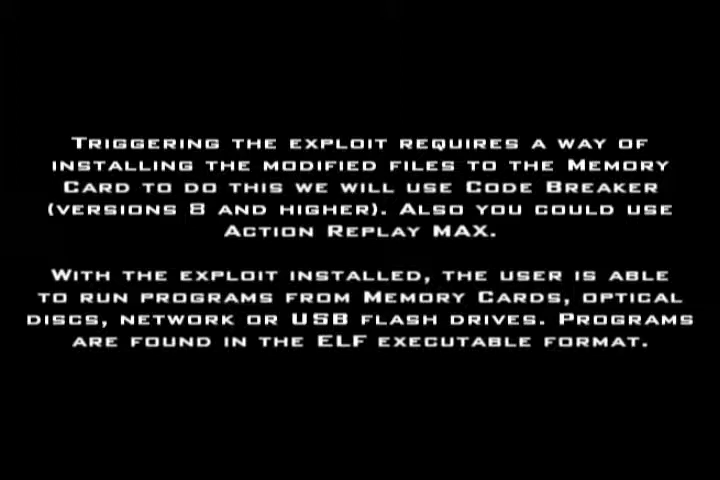 Triggering the exploit requires a way of
installing the modified files to the Memory
Card to do this we will use Code Breaker
(versions 8 and higher). Also you could use
Action Replay MAX.
With the exploit installed, the user is able
to run programs from Memory Cards, optical
discs, network or USB flash drives. Programs
are found in the ELF executable format.